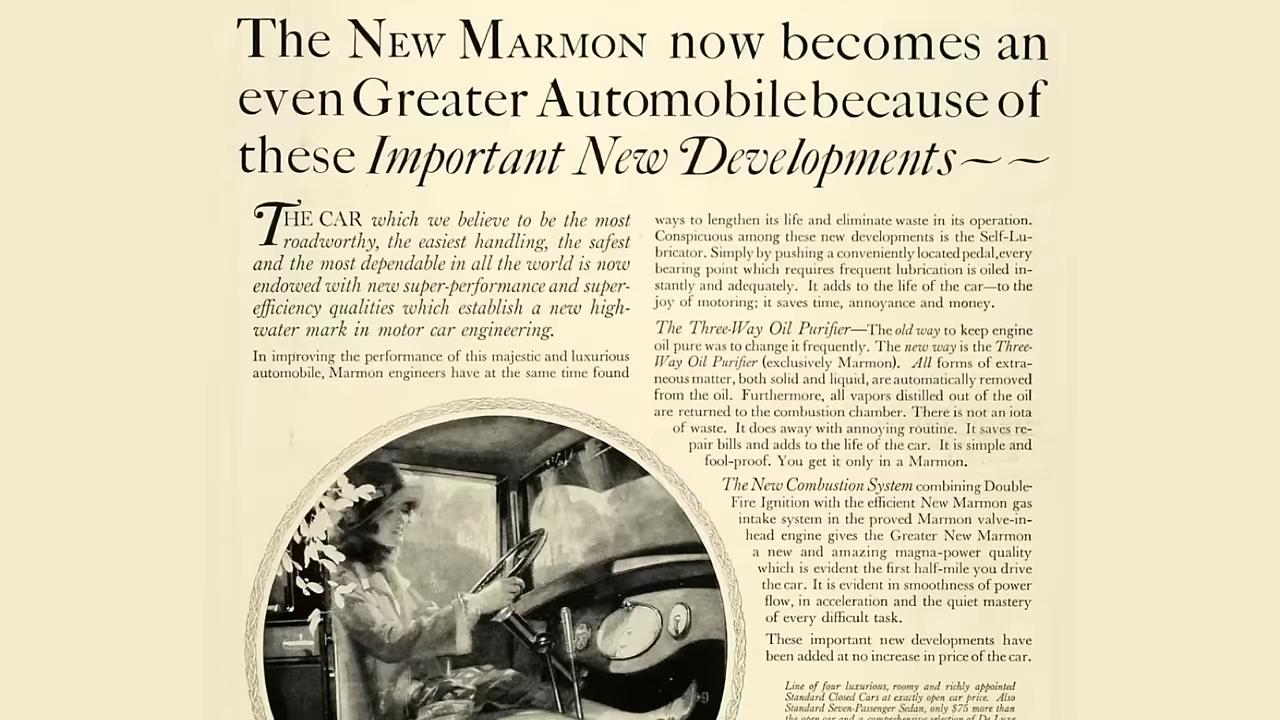 The New Marmon now becomes an
even Greater Automobile because of
these Important New Developments~~
THE CAR which we believe to be the most
roadworthy, the easiest handling, the safest
and the most dependable in all the world is now
endowed with new super-performance and super-
efficiency qualities which establish a new high-
water mark in motor car engineering.
In improving the performance of this majestic and luxurious
automobile, Marmon engineers have at the same time found
ways to lengthen its life and eliminate waste in its operation.
Conspicuous among these new developments is the Self-Lu-
bricator. Simply by pushing a conveniently located pedal, every
bearing point which requires frequent lubrication is oiled in-
stantly and adequately. It adds to the life of the car—to the
joy of motoring; it saves time, annoyance and money.
The Three-Way Oil Purifier—The old way to keep engine
oil pure was to change it frequently. The new way is the Three-
Way Oil Purifier (exclusively Marmon). All forms of extra-
neous matter, both solid and liquid, are automatically removed
from the oil. Furthermore, all vapors distilled out of the oil
are returned to the combustion chamber. There is not an iota
of waste. It does away with annoying routine. It saves re-
pair bills and adds to the life of the car. It is simple and
fool-proof. You get it only in a Marmon.
The New Combustion System combining Double-
Fire Ignition with the efficient New Marmon gas
intake system in the proved Marmon valve-in-
head engine gives the Greater New Marmon
a new and amazing magna-power quality
which is evident the first half-mile you drive
the car. It is evident in smoothness of power
flow, in acceleration and the quiet mastery
of every difficult task.
These important new developments have
been added at no increase in price of the car.
Line of four luxurious, roomy and richly appointed
Standard Closed Cars at exactly open car price. Also
Standard Seven-Passenger Sedan, only $75 more than
the open car and a comprehensive selection of De Luxe